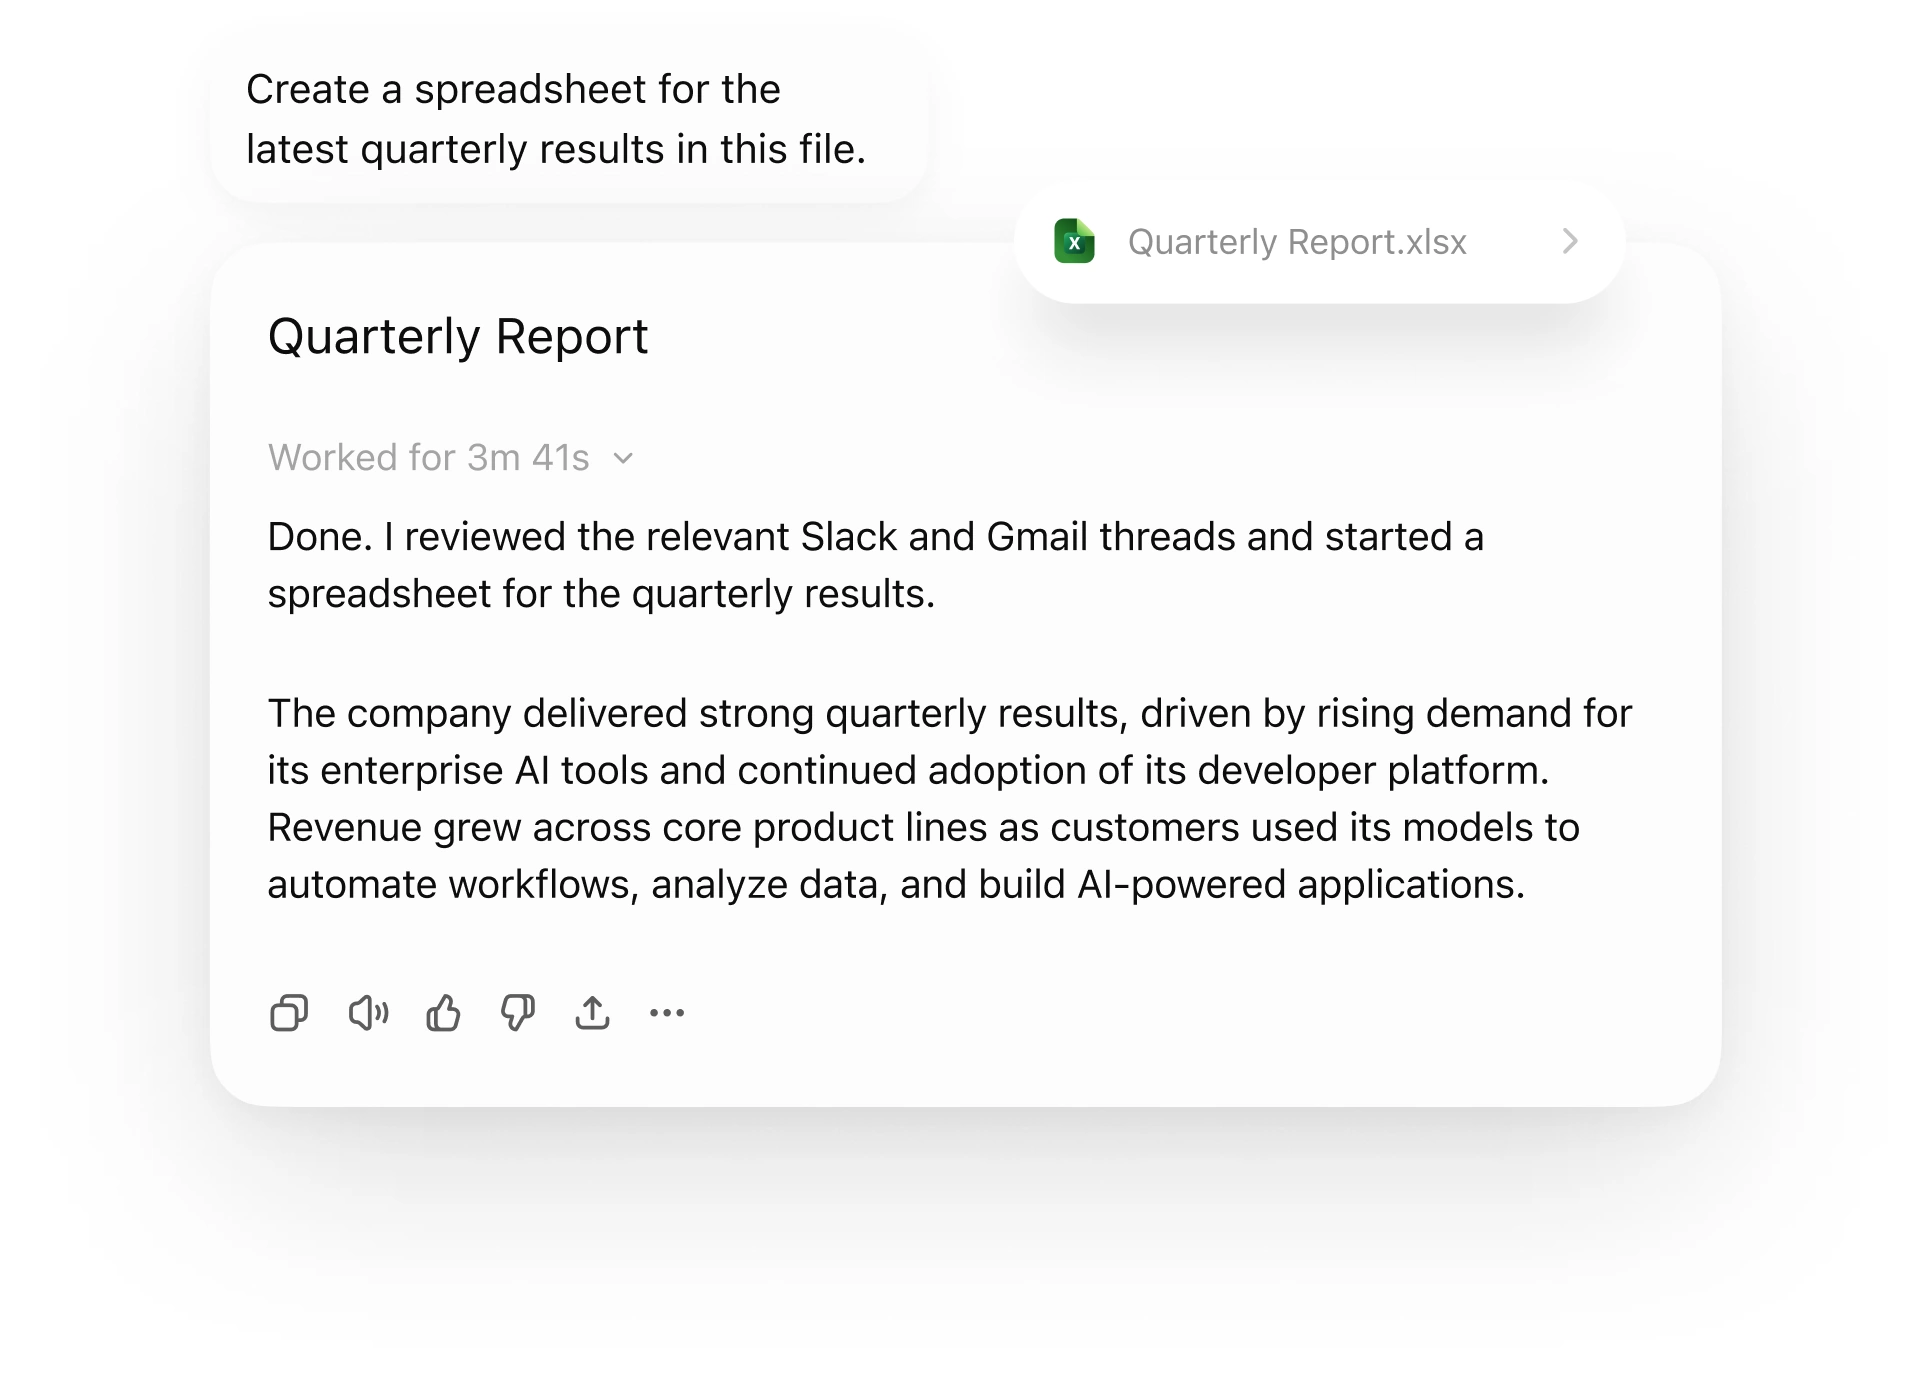 Create a spreadsheet for the
latest quarterly results in this file.
X
Quarterly Report.xlsx
Quarterly Report
Worked for 3m 41s
Done. I reviewed the relevant Slack and Gmail threads and started a
spreadsheet for the quarterly results.
The company delivered strong quarterly results, driven by rising demand for
its enterprise AI tools and continued adoption of its developer platform.
Revenue grew across core product lines as customers used its models to
automate workflows, analyze data, and build AI-powered applications.